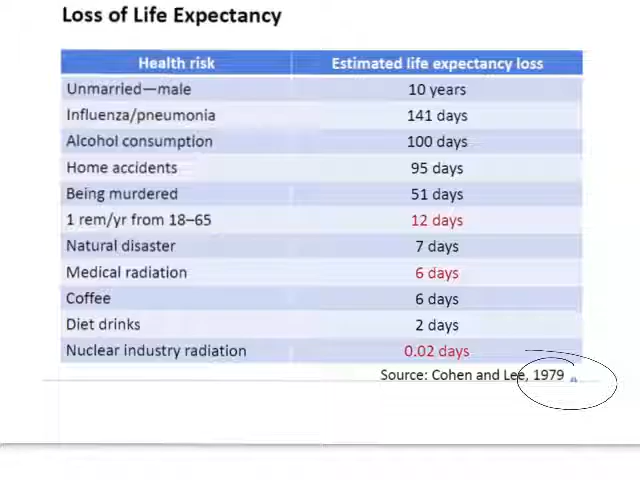 Loss of Life Expectancy
Health risk Estimated life expectancy loss
Unmarried—male 10 years
Influenza/pneumonia 141 days
Alcohol consumption 100 days
Home accidents 95 days
Being murdered 51 days
1 rem/yr from 18–65 12 days
Natural disaster 7 days
Medical radiation 6 days
Coffee 6 days
Diet drinks 2 days
Nuclear industry radiation 0.02 days
Source: Cohen and Lee, 1979